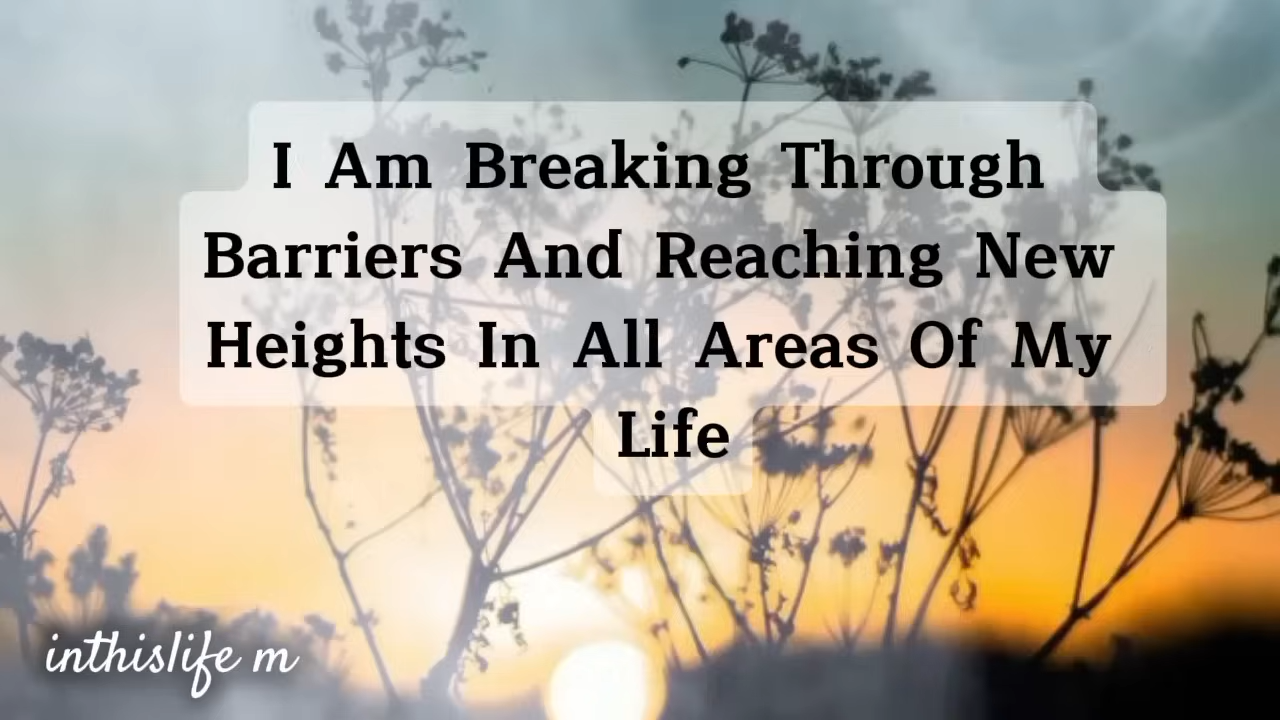 I Am Breaking Through
Barriers And Reaching New
Heights In All Areas Of My
Life
inthislife m